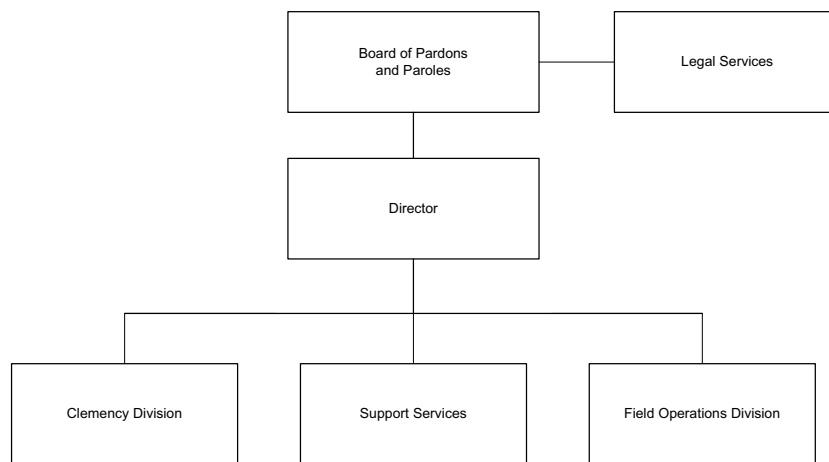 Board of Pardons
and Paroles
Legal Services
Director
Clemency Division
Support Services
Field Operations Division